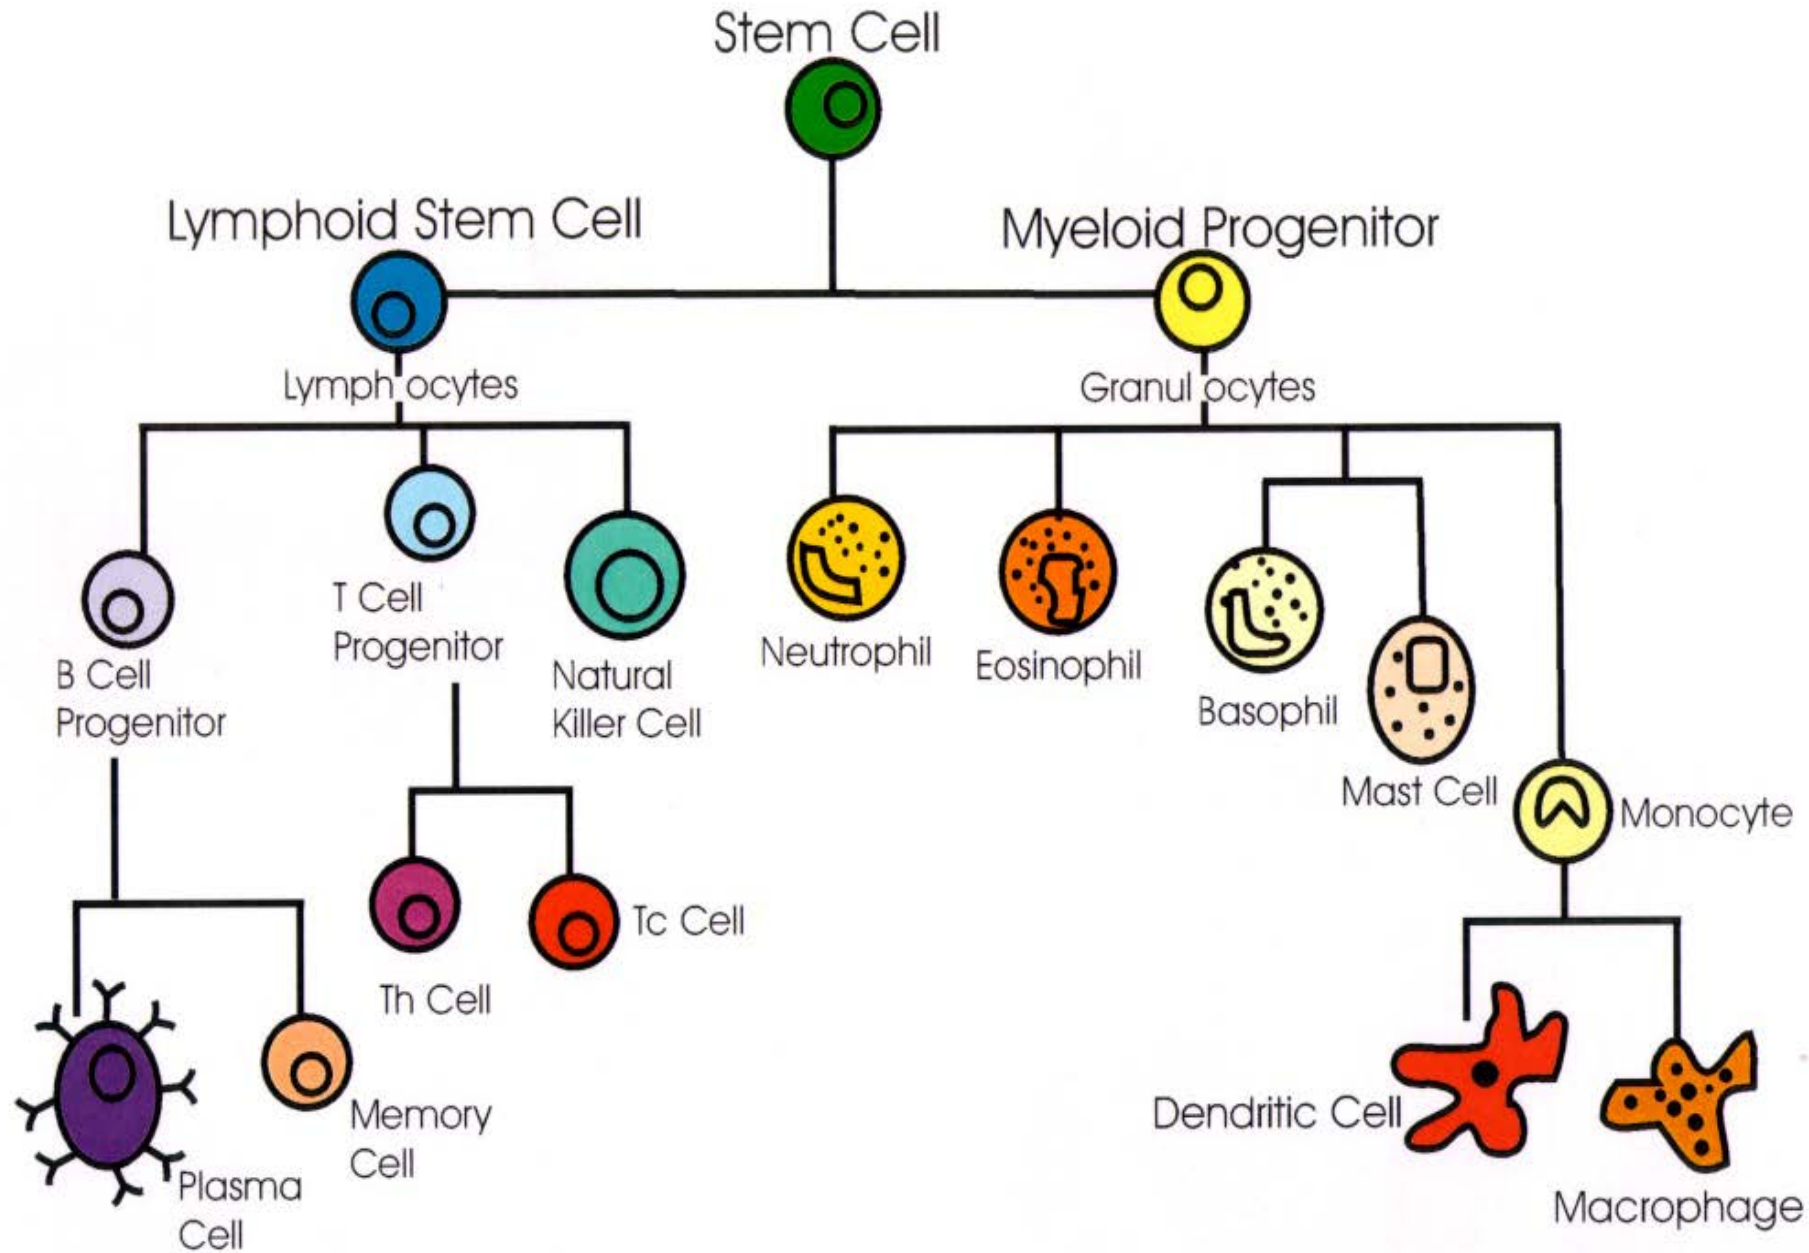 Stem Cell
Lymphoid Stem Cell
Myeloid Progenitor
Lymph ocytes
Granul ocytes
T Cell
Progenitor
B Cell
Progenitor
Natural
Killer Cell
Neutrophil
Eosinophil
Basophil
Mast Cell
Monocyte
Th Cell
Tc Cell
Plasma
Cell
Memory
Cell
Dendritic Cell
Macrophage